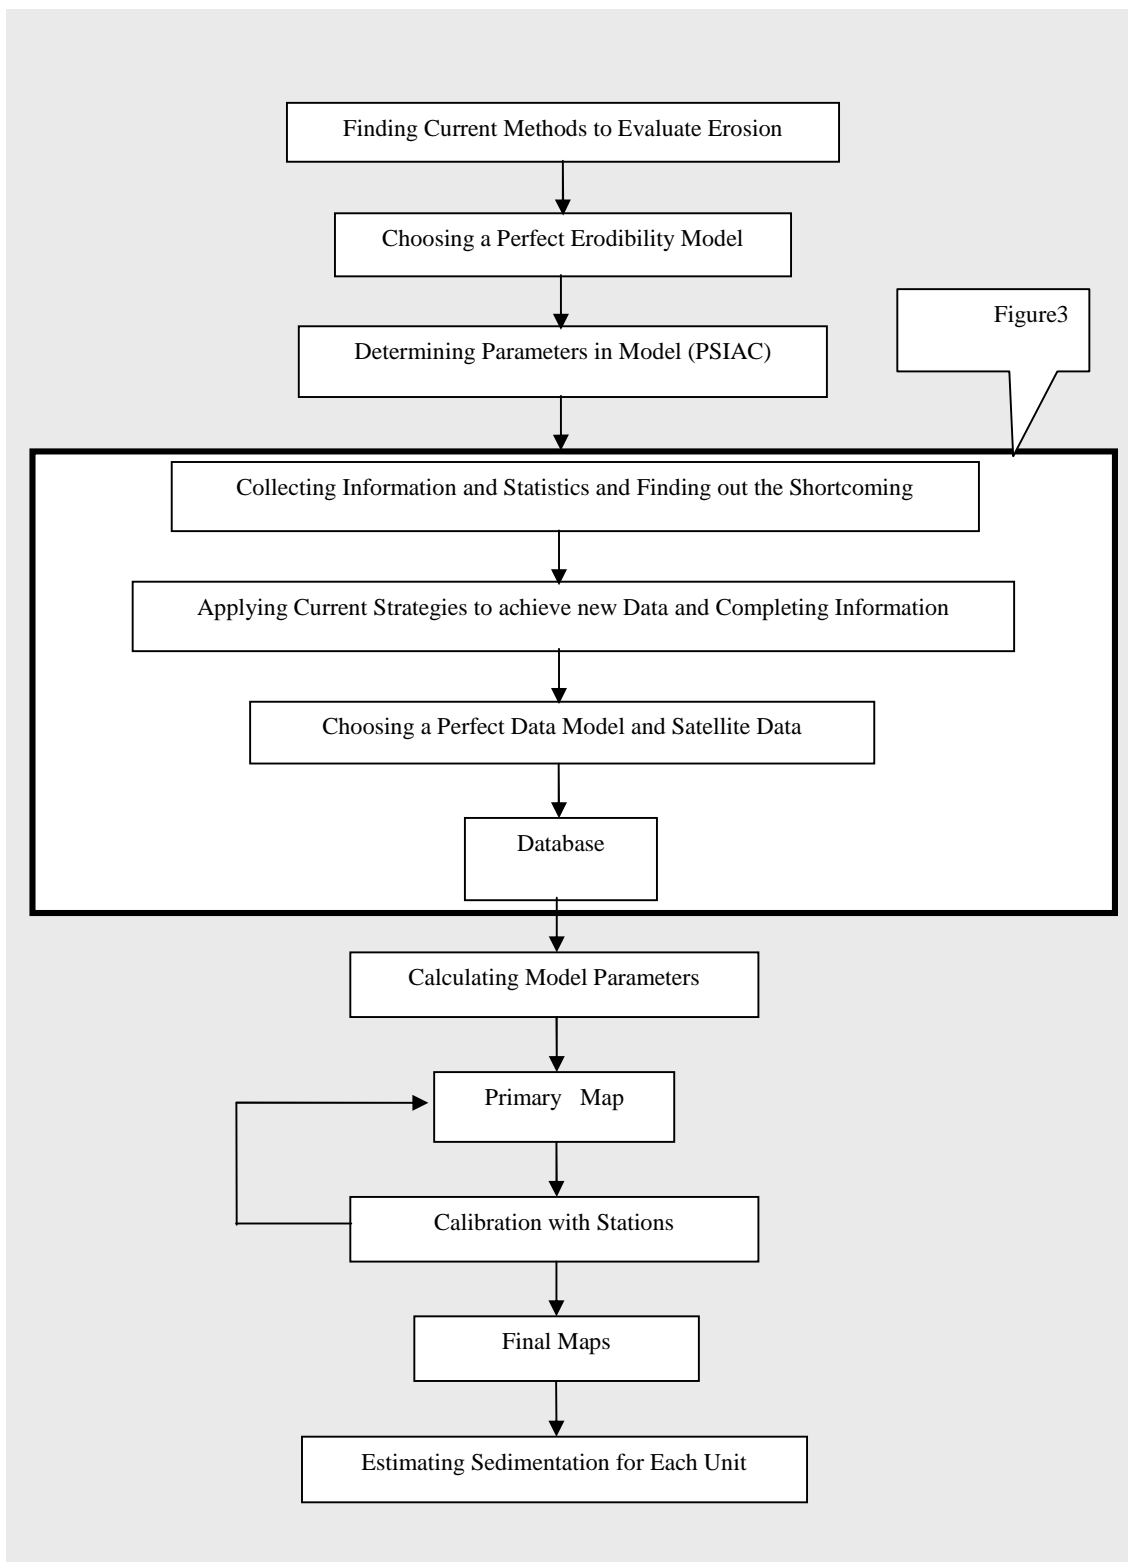 Finding Current Methods to Evaluate Erosion
Choosing a Perfect Erodibility Model
Figure3
Determining Parameters in Model (PSIAC)
Collecting Information and Statistics and Finding out the Shortcoming
Applying Current Strategies to achieve new Data and Completing Information
Choosing a Perfect Data Model and Satellite Data
Database
Calculating Model Parameters
Primary Map
Calibration with Stations
Final Maps
Estimating Sedimentation for Each Unit